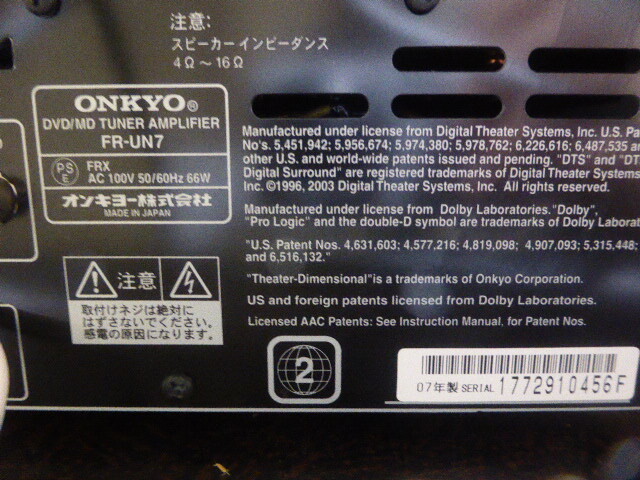 注意:
スピーカーインピーダンス
4Ω〜16Ω
ONKYO®
DVD/MD TUNER AMPLIFIER
FR-UN7
PS
E
FRX
AC 100V 50/60Hz 66W
オンキヨー株式会社
MADE IN JAPAN
注意
取付けネジは絶対に
はずさないでください。
感電の原因になります。
Manufactured under license from Digital Theater Systems, Inc. U.S. Pa
No's. 5,451,942; 5,956,674; 5,974,380; 5,978,762; 6,226,616; 6,487,535 an
other U.S. and world-wide patents issued and pending. "DTS" and "DT
Digital Surround" are registered trademarks of Digital Theater Systems,
Inc. ©1996, 2003 Digital Theater Systems, Inc. All rights reserved.
Manufactured under license from Dolby Laboratories. "Dolby",
"Pro Logic" and the double-D symbol are trademarks of Dolby Laborat
"U.S. Patent Nos. 4,631,603; 4,577,216; 4,819,098; 4,907,093; 5,315,448;
and 6,516,132."
"Theater-Dimensional" is a trademarks of Onkyo Corporation.
US and foreign patents licensed from Dolby Laboratories.
Licensed AAC Patents: See Instruction Manual, for Patent Nos.
2
07年製 SERIAL 1772910456F